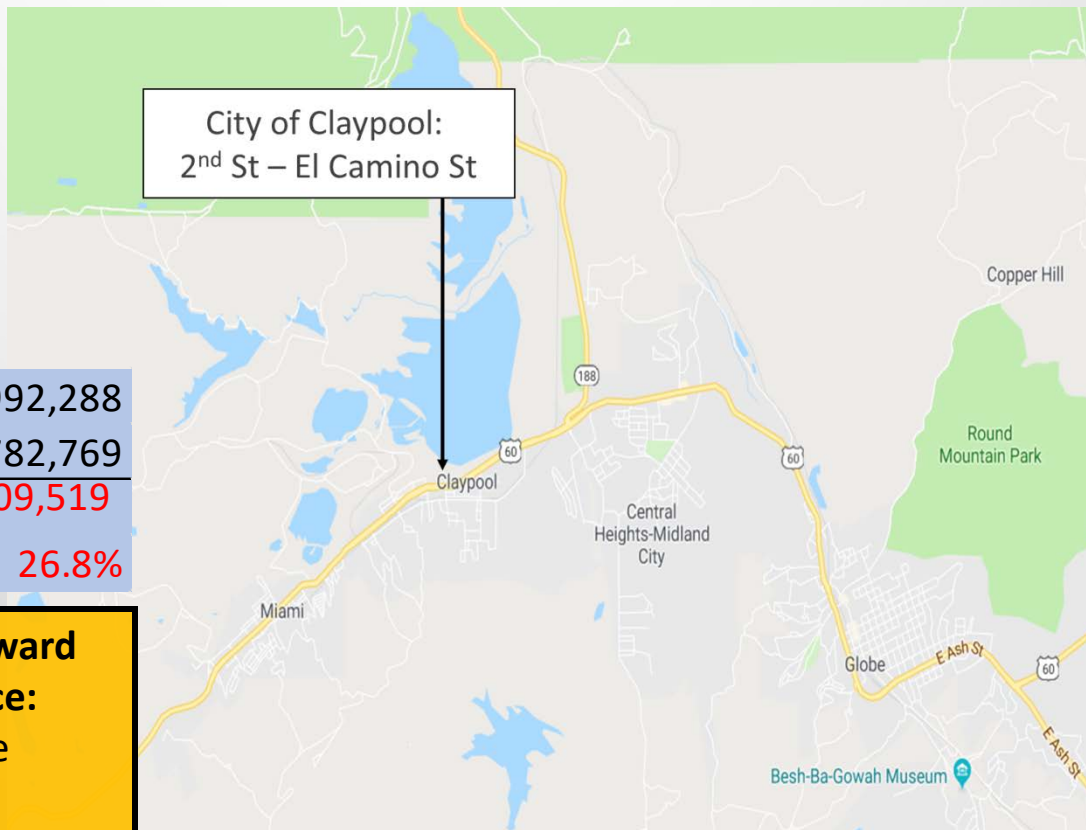 City of Claypool:
2nd St – El Camino St
Copper Hill
188
Round
Mountain Park
60
60
Claypool
Central
Heights-Midland
City
Miami
Globe
E Ash St
60
E Ash St
Besh-Ba-Gowah Museum
092,288
782,769
09,519
26.8%
ward
ce:
e